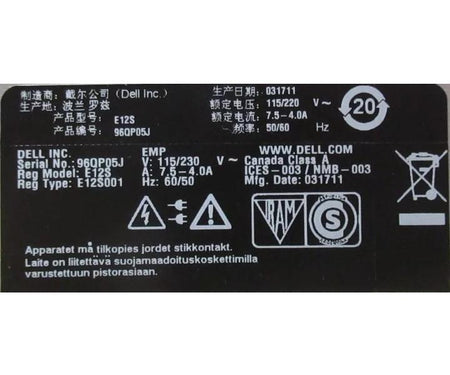 制造商: 戴尔公司 (Dell Inc.) 生产日期: 031711
生产地: 波兰 罗兹 额定电压: 115/220 V~
产品型号: E12S 额定电流: 7.5-4.0A
产品编号: 96QP05J 频率: 50/60 Hz
20
DELL INC. EMP WWW.DELL.COM
Serial No.: 96QP05J V: 115/230 V~ Canada Class A
Reg Model: E12S A: 7.5-4.0A ICES-003 / NMB-003
Reg Type: E12S001 Hz: 60/50 Mfg. Date: 031711
VRAM S
Apparatet må tilkopies jordet stikkontakt.
Laite on liitettävä suojamaadoituskoskettimilla
varustettuun pistorasiaan.